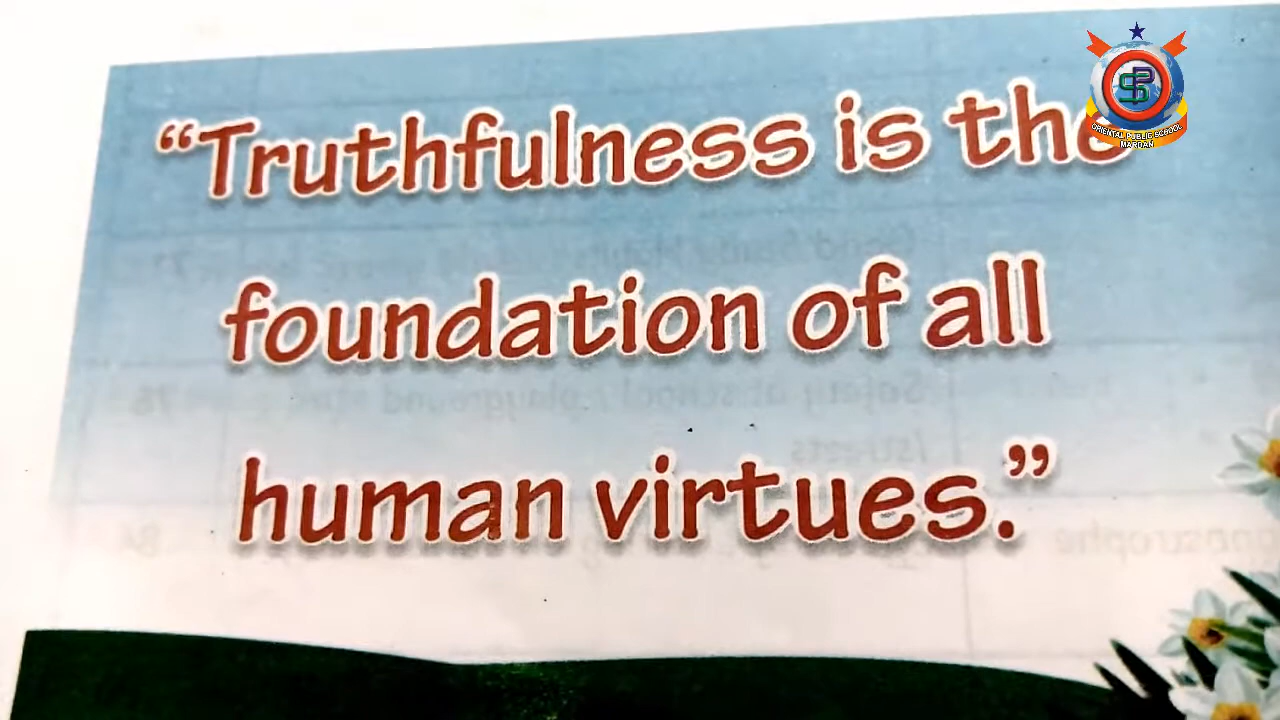 “Truthfulness is the
foundation of all
human virtues.”
ORIENTAL PUBLIC SCHOOL
MARDAN